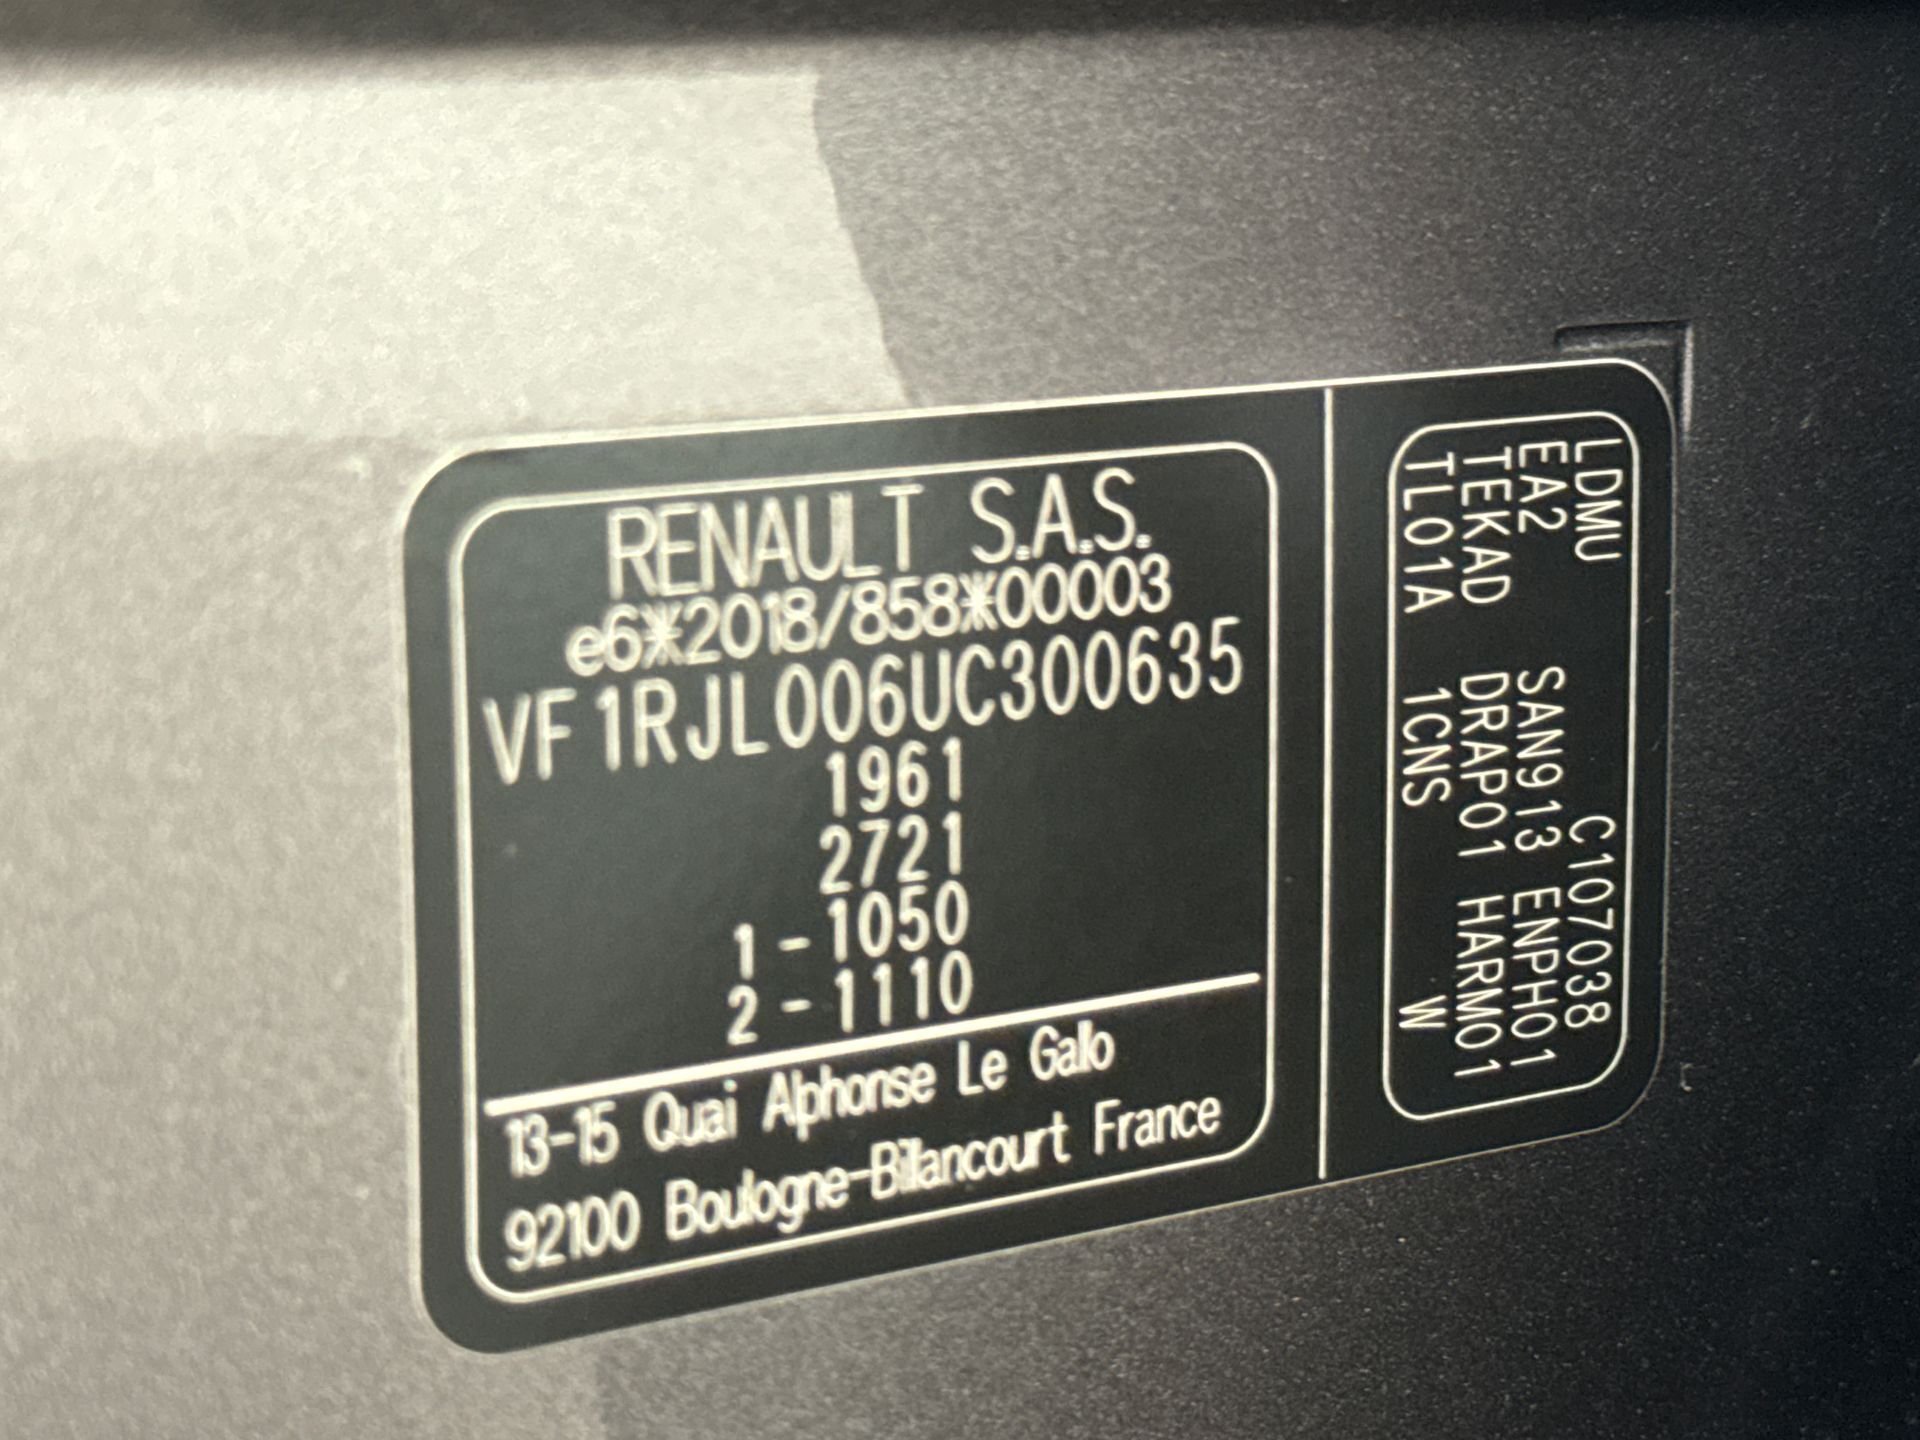 RENAULT S.A.S.
e6*2018/858*00003
VF1RJL006UC300635
1961
2721
1 - 1050
2 - 1110
13-15 Quai Alphonse Le Gallo
92100 Boulogne-Billancourt France
LDMU C107038
EA2 SAN913 ENPH01
TEKAD DRAP01 HARM01
TL01A 1CNS W